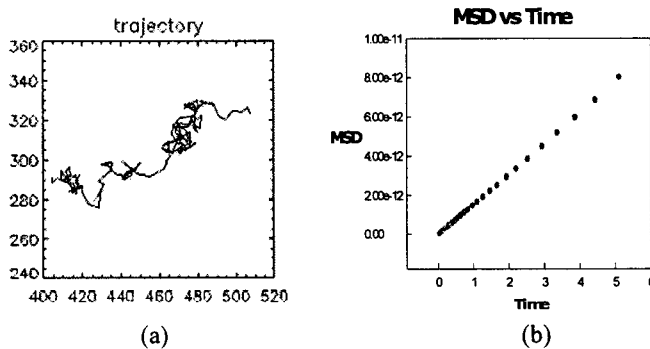 trajectory
360
340
320
300
280
260
240
400 420 440 460 480 500 520
(a)
MSD vs Time
1.00e-11
8.00e-12
6.00e-12
MSD
4.00e-12
2.00e-12
0.00
0 1 2 3 4 5 6
Time
(b)